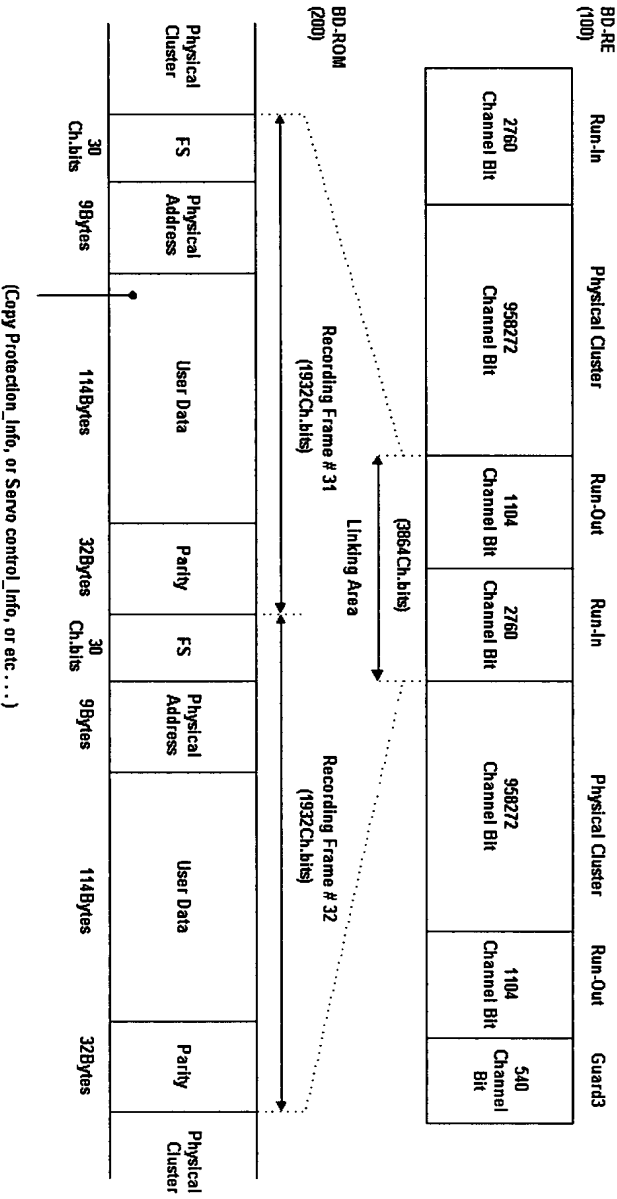 BD-RE
(100)
Run-In
Physical Cluster
Run-Out
Run-In
Physical Cluster
Run-Out
Guard3
2760
Channel Bit
958272
Channel Bit
1104
Channel Bit
2760
Channel Bit
958272
Channel Bit
1104
Channel Bit
540
Channel
Bit
(3864Ch.bits)
Linking Area
BD-ROM
(200)
Recording Frame # 31
(1932Ch.bits)
Recording Frame # 32
(1932Ch.bits)
Physical
Cluster
FS
Physical
Address
User Data
Parity
FS
Physical
Address
User Data
Parity
Physical
Cluster
30
Ch.bits
9Bytes
114Bytes
32Bytes
30
Ch.bits
9Bytes
114Bytes
32Bytes
(Copy Protection_Info, or Servo control_Info, or etc . . . )